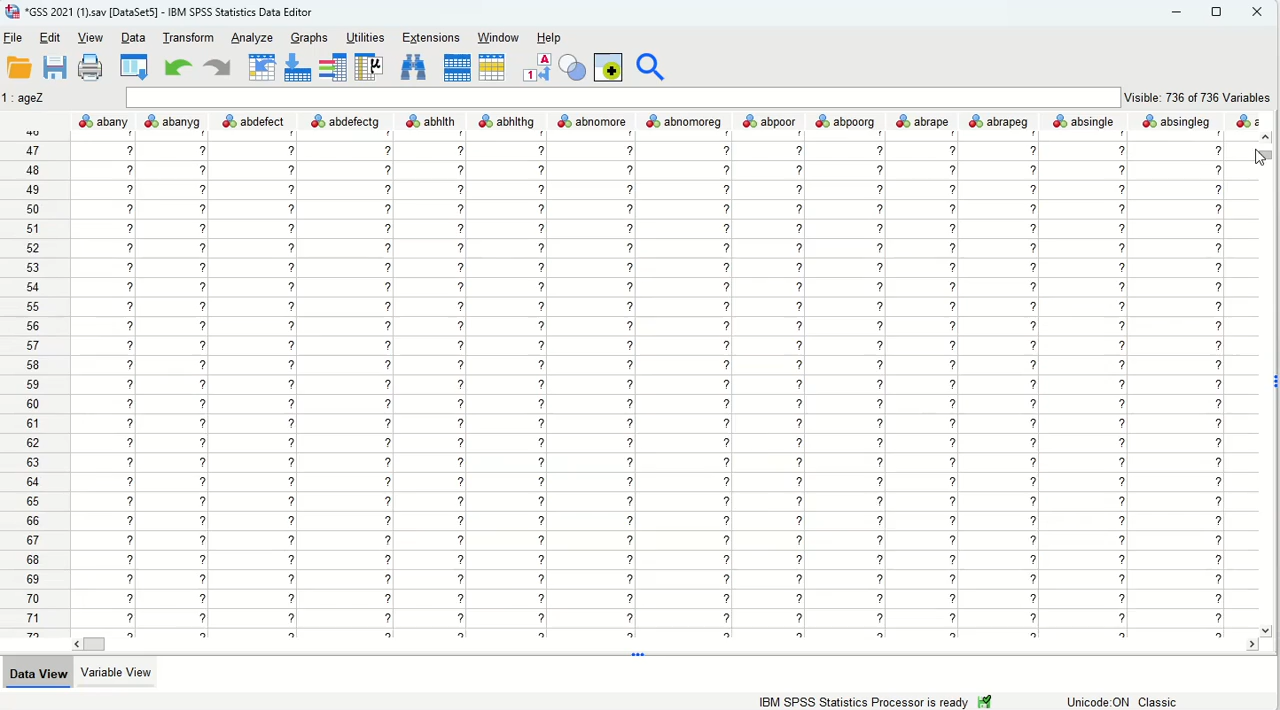 *GSS 2021 (1).sav [DataSet5] - IBM SPSS Statistics Data Editor
File Edit View Data Transform Analyze Graphs Utilities Extensions Window Help
1 : ageZ Visible: 736 of 736 Variables
abany abanyg abdefect abdefectg abhlth abhlthg abnomore abnomoreg abpoor abpoorg abrape abrapeg absingle absingleg
46 ? ? ? ? ? ? ? ? ? ? ? ? ? ?
47 ? ? ? ? ? ? ? ? ? ? ? ? ? ?
48 ? ? ? ? ? ? ? ? ? ? ? ? ? ?
49 ? ? ? ? ? ? ? ? ? ? ? ? ? ?
50 ? ? ? ? ? ? ? ? ? ? ? ? ? ?
51 ? ? ? ? ? ? ? ? ? ? ? ? ? ?
52 ? ? ? ? ? ? ? ? ? ? ? ? ? ?
53 ? ? ? ? ? ? ? ? ? ? ? ? ? ?
54 ? ? ? ? ? ? ? ? ? ? ? ? ? ?
55 ? ? ? ? ? ? ? ? ? ? ? ? ? ?
56 ? ? ? ? ? ? ? ? ? ? ? ? ? ?
57 ? ? ? ? ? ? ? ? ? ? ? ? ? ?
58 ? ? ? ? ? ? ? ? ? ? ? ? ? ?
59 ? ? ? ? ? ? ? ? ? ? ? ? ? ?
60 ? ? ? ? ? ? ? ? ? ? ? ? ? ?
61 ? ? ? ? ? ? ? ? ? ? ? ? ? ?
62 ? ? ? ? ? ? ? ? ? ? ? ? ? ?
63 ? ? ? ? ? ? ? ? ? ? ? ? ? ?
64 ? ? ? ? ? ? ? ? ? ? ? ? ? ?
65 ? ? ? ? ? ? ? ? ? ? ? ? ? ?
66 ? ? ? ? ? ? ? ? ? ? ? ? ? ?
67 ? ? ? ? ? ? ? ? ? ? ? ? ? ?
68 ? ? ? ? ? ? ? ? ? ? ? ? ? ?
69 ? ? ? ? ? ? ? ? ? ? ? ? ? ?
70 ? ? ? ? ? ? ? ? ? ? ? ? ? ?
71 ? ? ? ? ? ? ? ? ? ? ? ? ? ?
72 ? ? ? ? ? ? ? ? ? ? ? ? ? ?
Data View Variable View
IBM SPSS Statistics Processor is ready Unicode:ON Classic